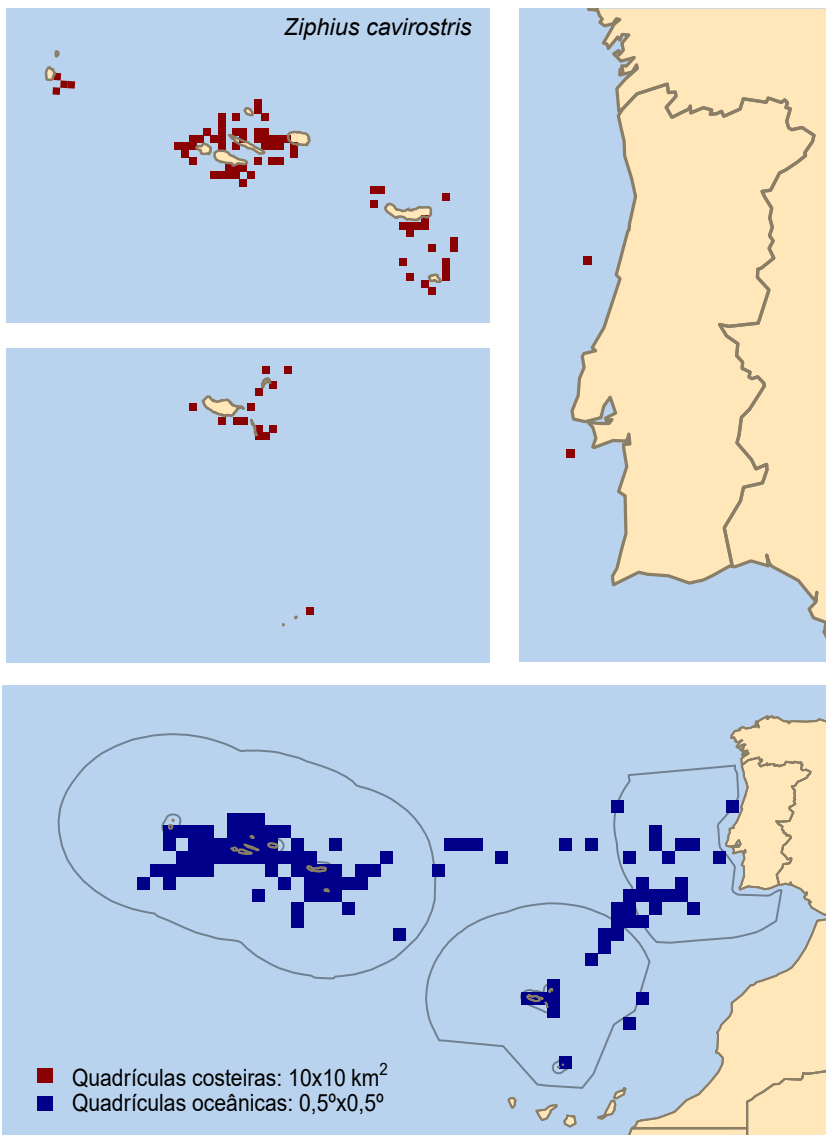 Ziphius cavirostris
Quadrículas costeiras: 10x10 km²
Quadrículas oceânicas: 0,5ºx0,5º